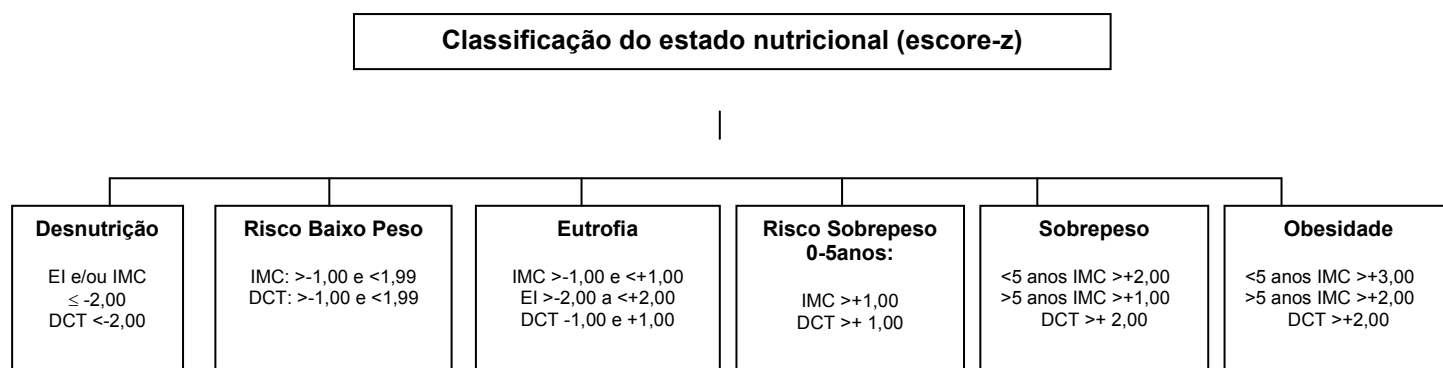 Classificação do estado nutricional (escore-z)
Desnutrição
EI e/ou IMC
≤ -2,00
DCT <-2,00
Risco Baixo Peso
IMC: >-1,00 e <1,99
DCT: >-1,00 e <1,99
Eutrofia
IMC >-1,00 e <+1,00
EI >-2,00 a <+2,00
DCT -1,00 e +1,00
Risco Sobrepeso
0-5anos:
IMC >+1,00
DCT >+ 1,00
Sobrepeso
<5 anos IMC >+2,00
>5 anos IMC >+1,00
DCT >+ 2,00
Obesidade
<5 anos IMC >+3,00
>5 anos IMC >+2,00
DCT >+2,00